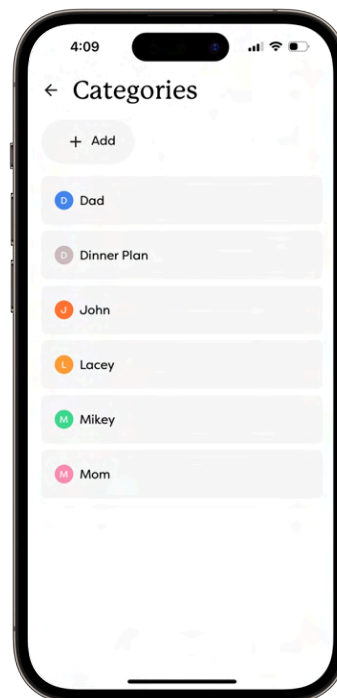 4:09
← Categories
+ Add
D Dad
D Dinner Plan
J John
L Lacey
M Mikey
M Mom